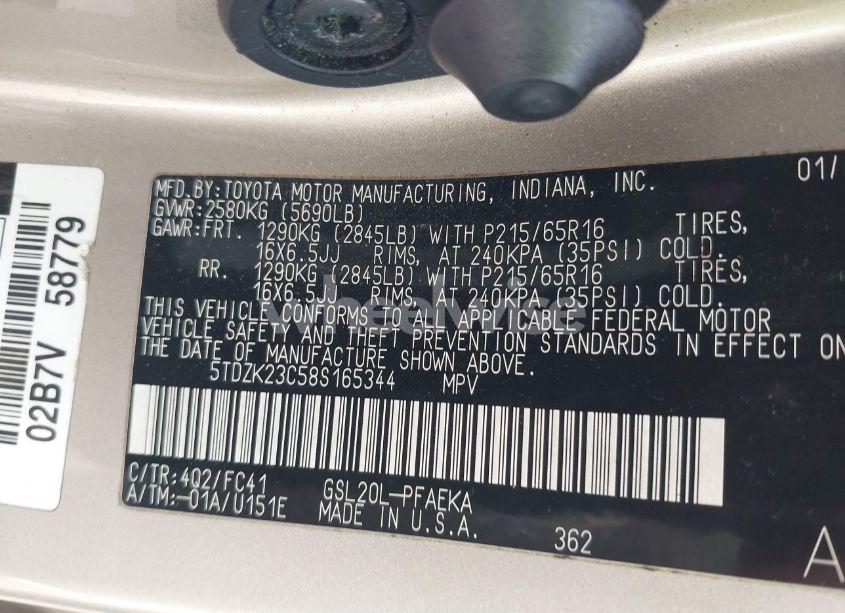 MFD.BY:TOYOTA MOTOR MANUFACTURING, INDIANA, INC. 01/
GVWR:2580KG (5690LB)
GAWR:FRT. 1290KG (2845LB) WITH P215/65R16 TIRES,
16X6.5JJ RIMS, AT 240KPA (35PSI) COLD.
RR. 1290KG (2845LB) WITH P215/65R16 TIRES,
16X6.5JJ RIMS, AT 240KPA (35PSI) COLD.
THIS VEHICLE CONFORMS TO ALL APPLICABLE FEDERAL MOTOR
VEHICLE SAFETY AND THEFT PREVENTION STANDARDS IN EFFECT ON
THE DATE OF MANUFACTURE SHOWN ABOVE.
5TDZK23C58S165344 MPV
C/TR:4Q2/FC41 GSL20L-PFAEKA
A/TM:-01A/U151E MADE IN U.S.A.
362
A
02B7V 58779
wheelwise